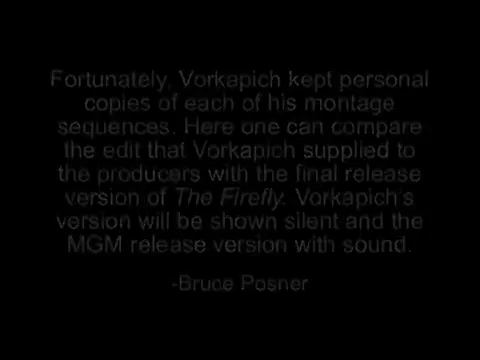 Fortunately, Vorkapich kept personal
copies of each of his montage
sequences. Here one can compare
the edit that Vorkapich supplied to
the producers with the final release
version of The Firefly. Vorkapich's
version will be shown silent and the
MGM release version with sound.
-Bruce Posner